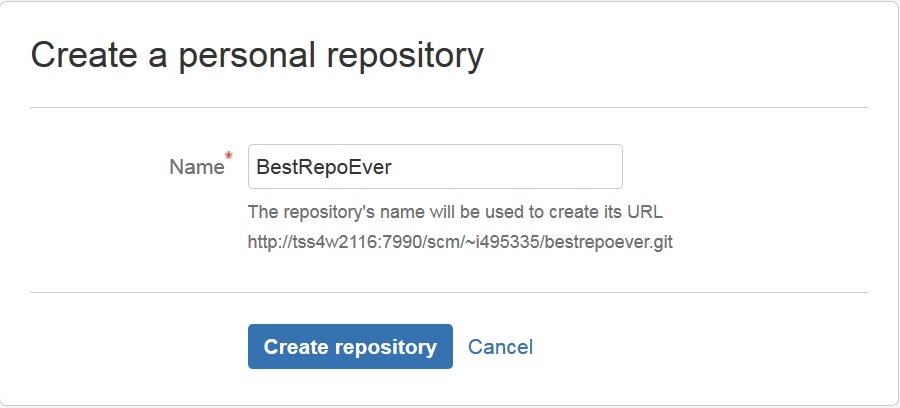 Create a personal repository
Name*
BestRepoEver
The repository's name will be used to create its URL
http://tss4w2116:7990/scm/~i495335/bestrepoever.git
Create repository
Cancel